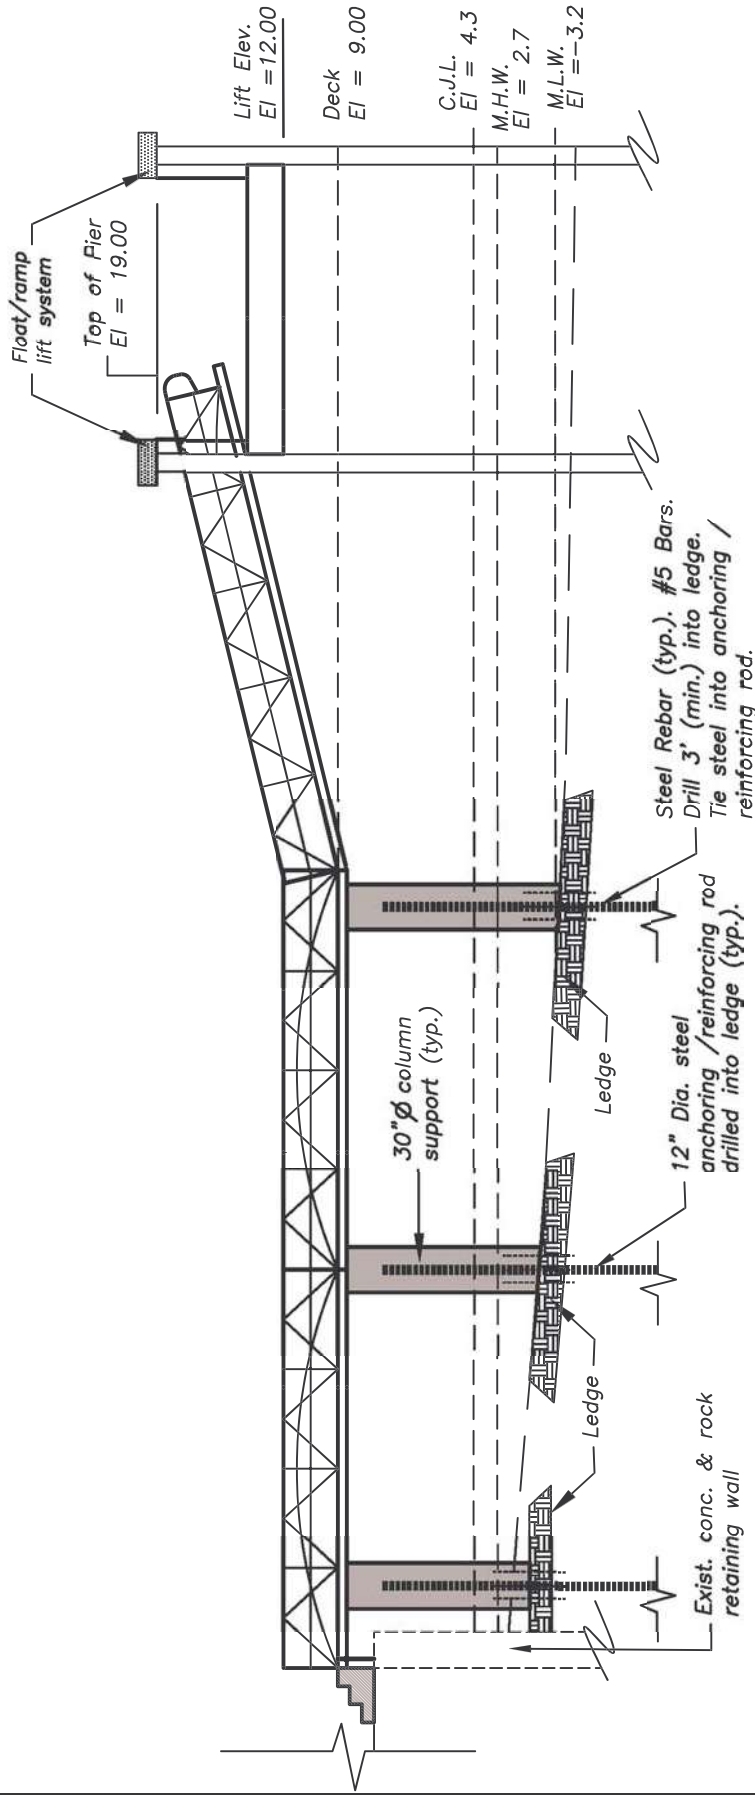 Float/ramp
lift system
Top of Pier
El = 19.00
Lift Elev.
El =12.00
Deck
El = 9.00
C.J.L.
El = 4.3
M.H.W.
El = 2.7
M.L.W.
El =-3.2
30"Ø column
support (typ.)
Ledge
Ledge
Steel Rebar (typ.). #5 Bars.
Drill 3' (min.) into ledge.
Tie steel into anchoring /
reinforcing rod.
12" Dia. steel
anchoring /reinforcing rod
drilled into ledge (typ.).
Exist. conc. & rock
retaining wall